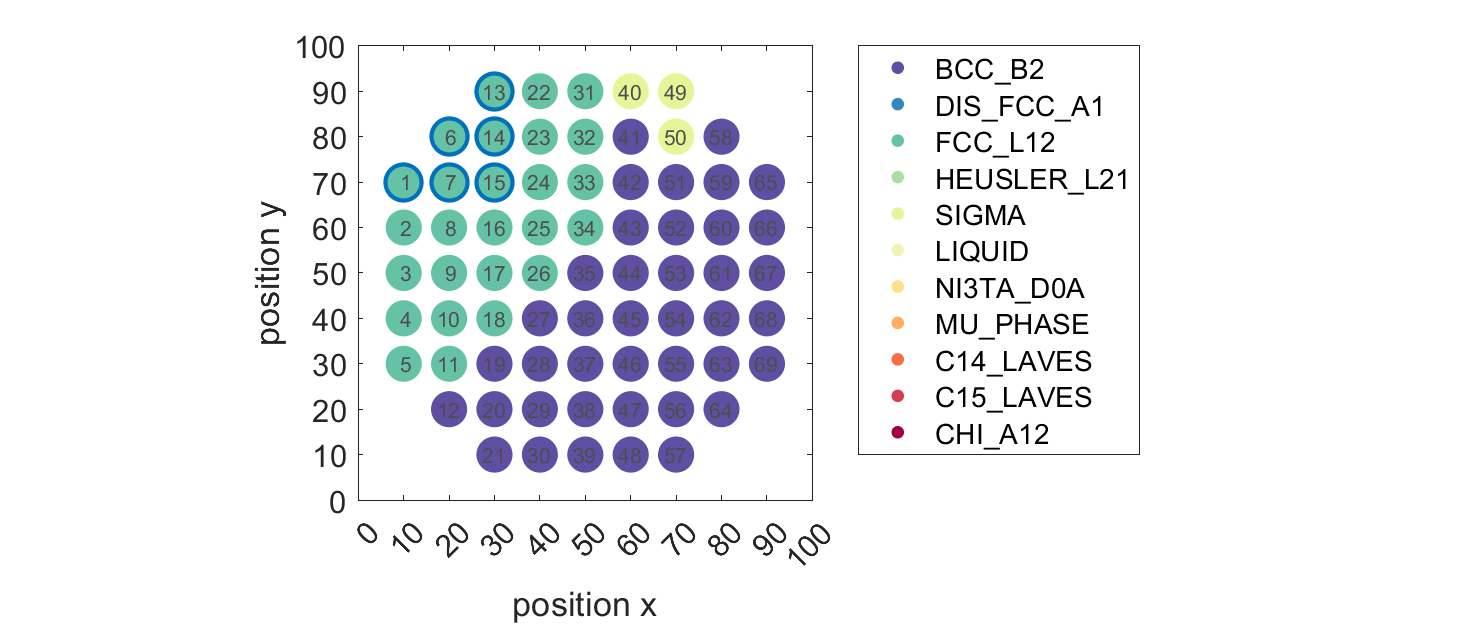 100
90
80
70
60
50
40
30
20
10
0
13 22 31 40 49
6 14 23 32 41 50 58
1 7 15 24 33 42 51 59 65
2 8 16 25 34 43 52 60 66
3 9 17 26 35 44 53 61 67
4 10 18 27 36 45 54 62 68
5 11 19 28 37 46 55 63 69
12 20 29 38 47 56 64
21 30 39 48 57
0 10 20 30 40 50 60 70 80 90 100
position x
position y
BCC_B2
DIS_FCC_A1
FCC_L12
HEUSLER_L21
SIGMA
LIQUID
NI3TA_D0A
MU_PHASE
C14_LAVES
C15_LAVES
CHI_A12